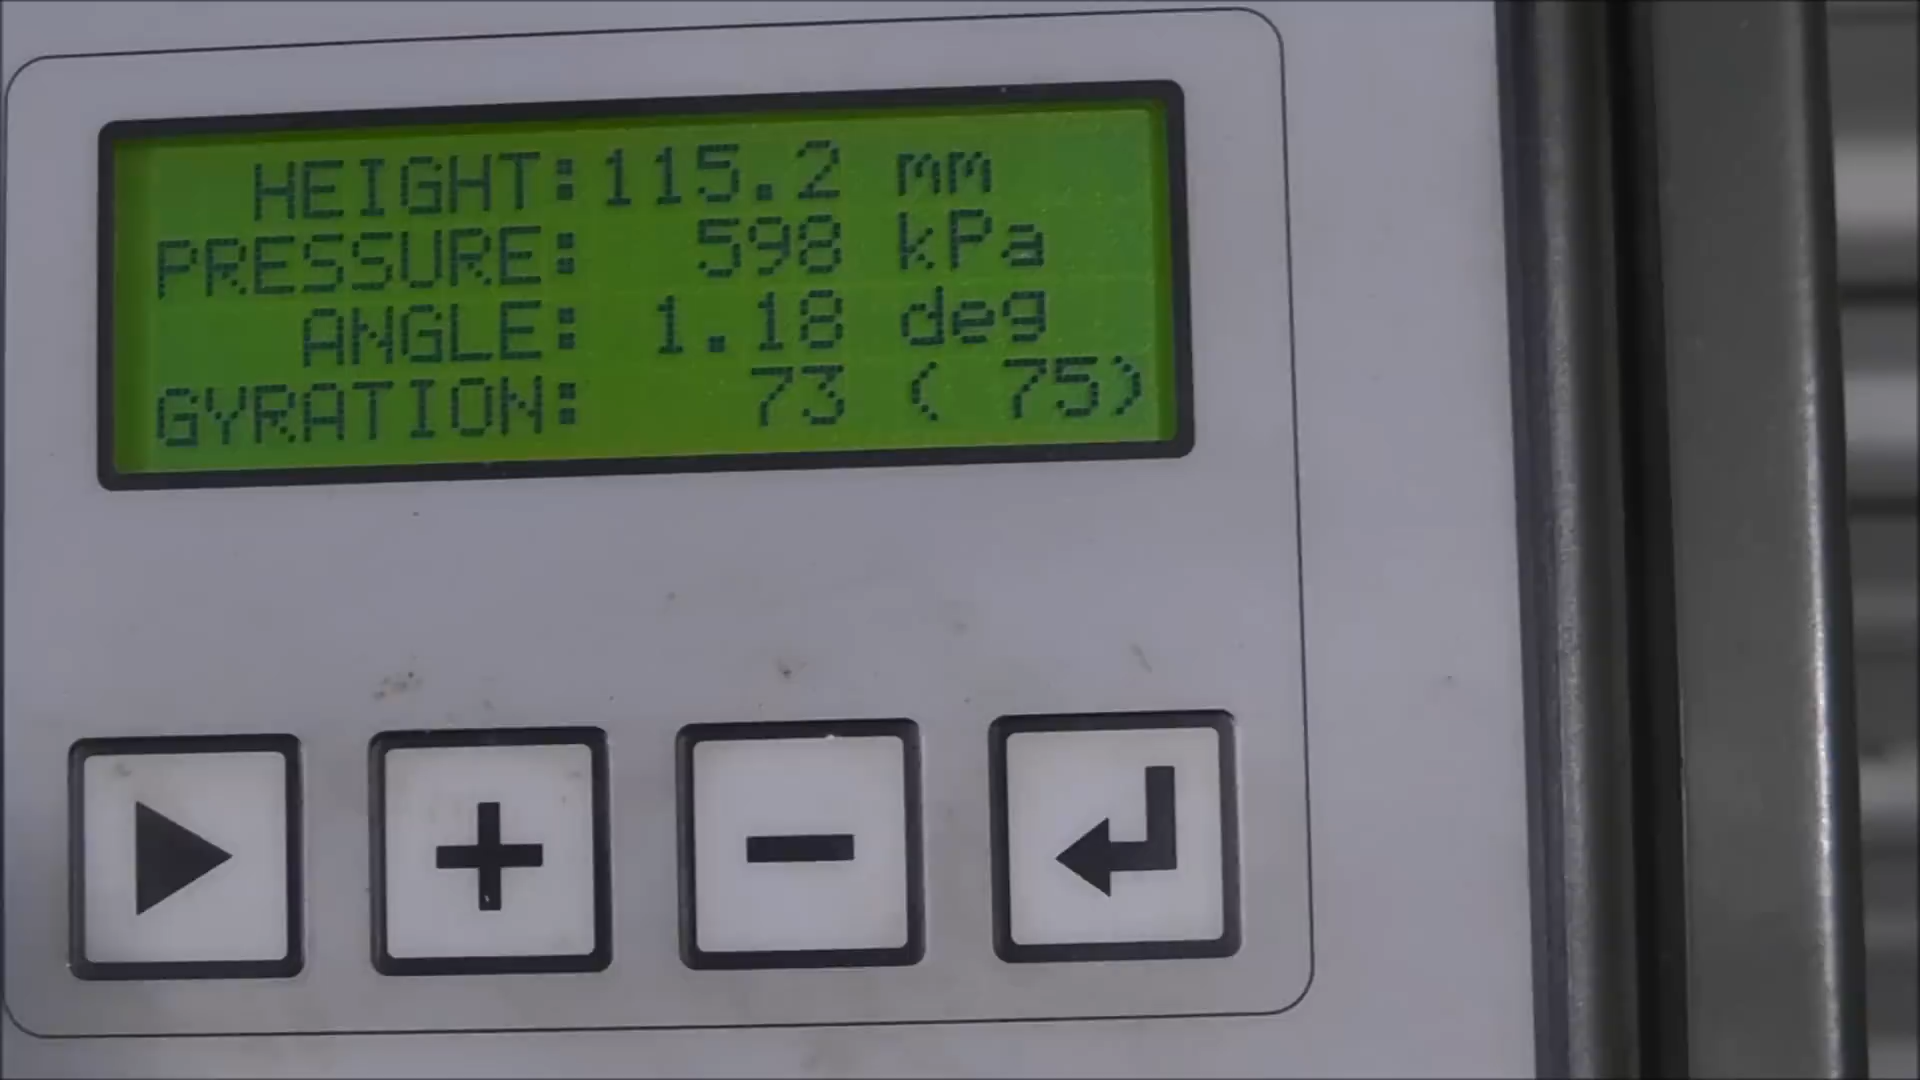 HEIGHT:115.2 mm
PRESSURE: 598 kPa
ANGLE: 1.18 deg
GYRATION: 73 ( 75)